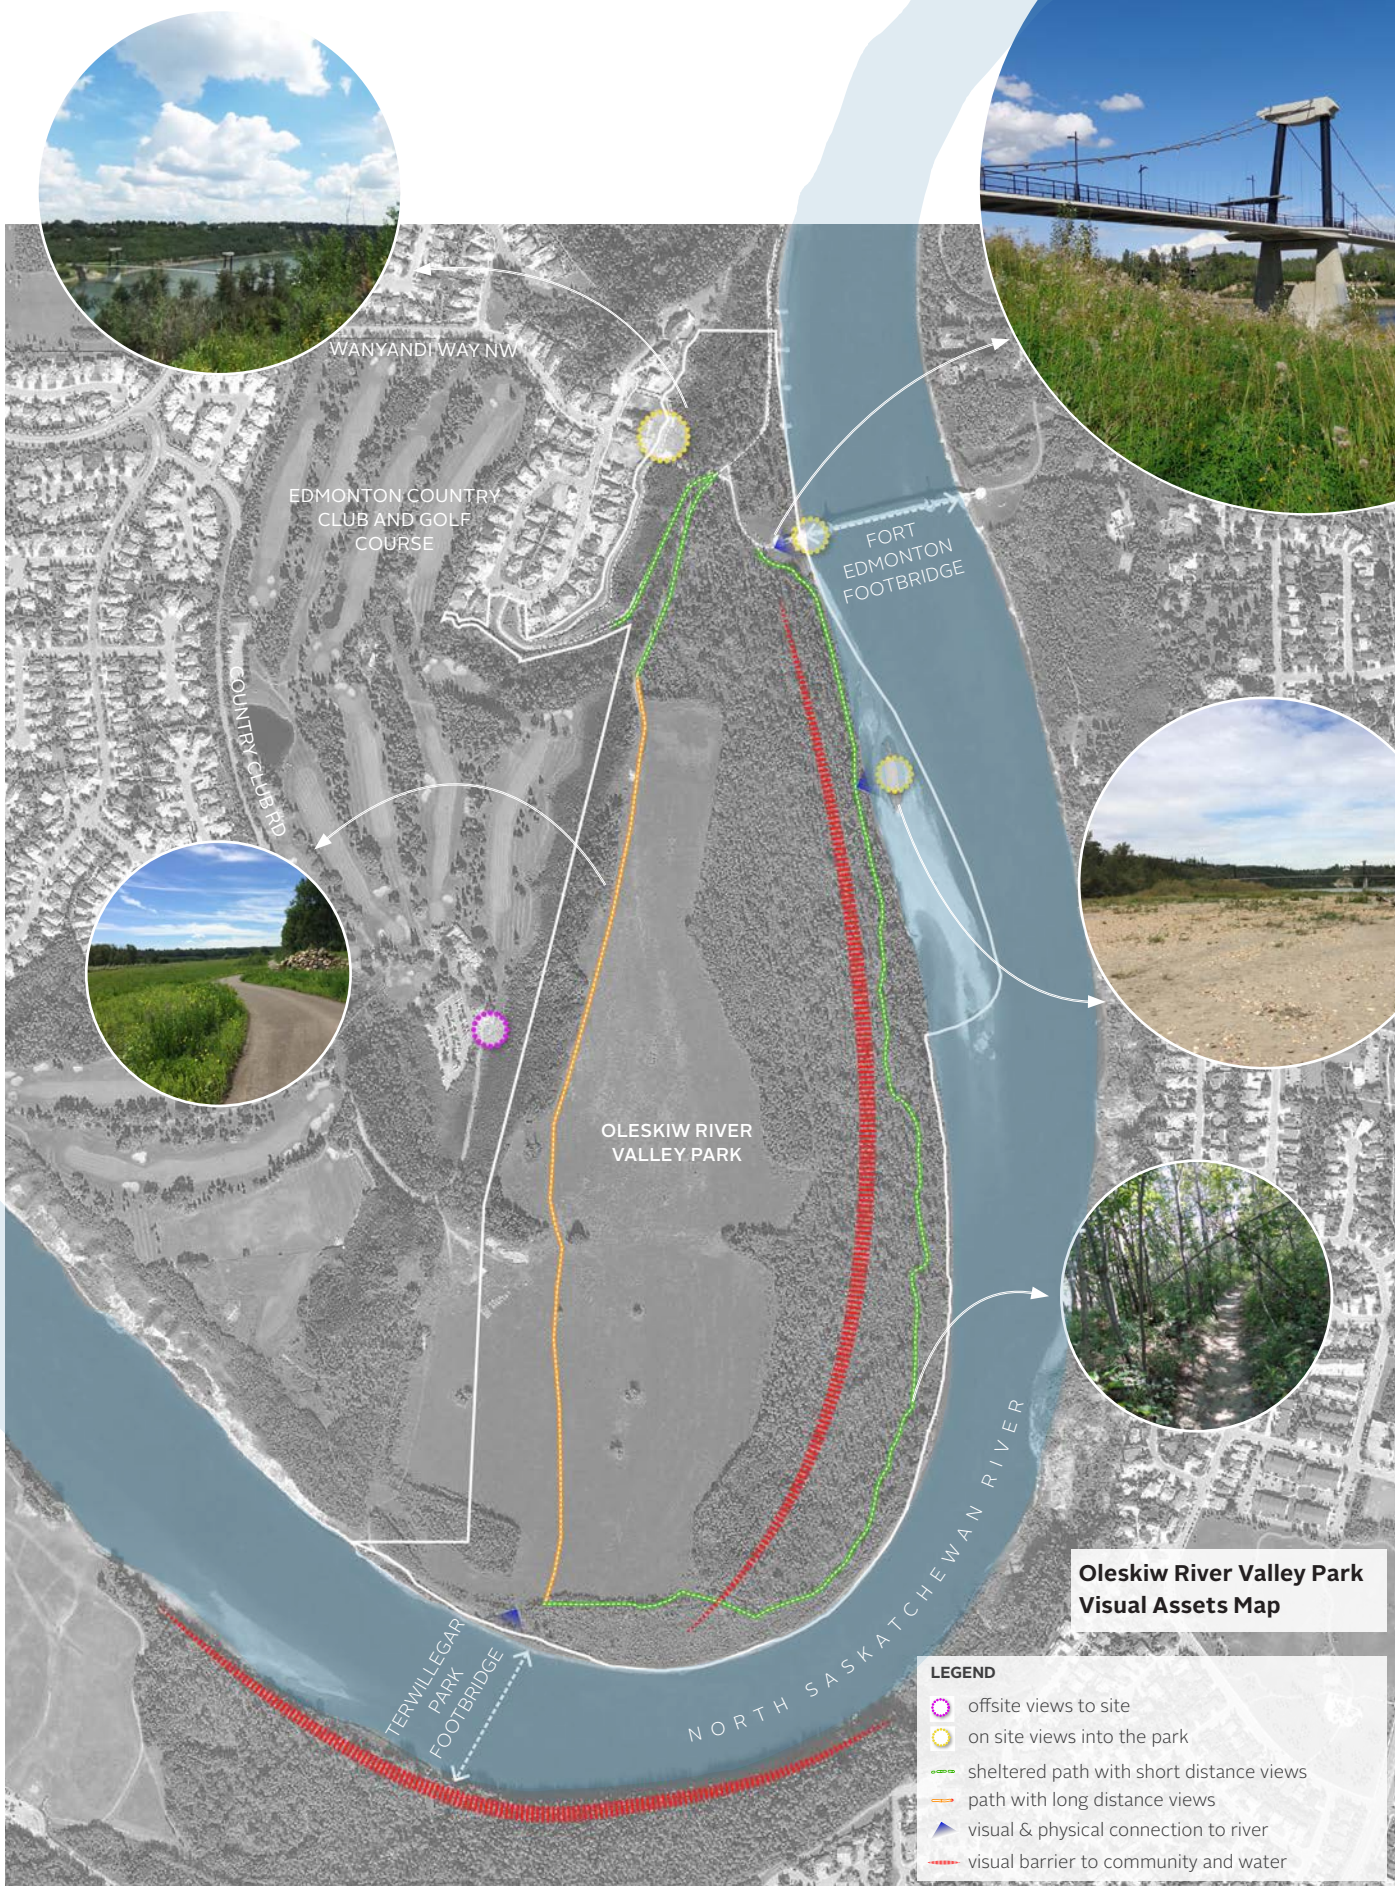 WANYANDI WAY NW
EDMONTON COUNTRY
CLUB AND GOLF
COURSE
FORT
EDMONTON
FOOTBRIDGE
COUNTRY CLUB RD
OLESKIW RIVER
VALLEY PARK
TERWILLEGAR
PARK
FOOTBRIDGE
NORTH SASKATCHEWAN RIVER
Oleskiw River Valley Park
Visual Assets Map
LEGEND
offsite views to site
on site views into the park
sheltered path with short distance views
path with long distance views
visual & physical connection to river
visual barrier to community and water